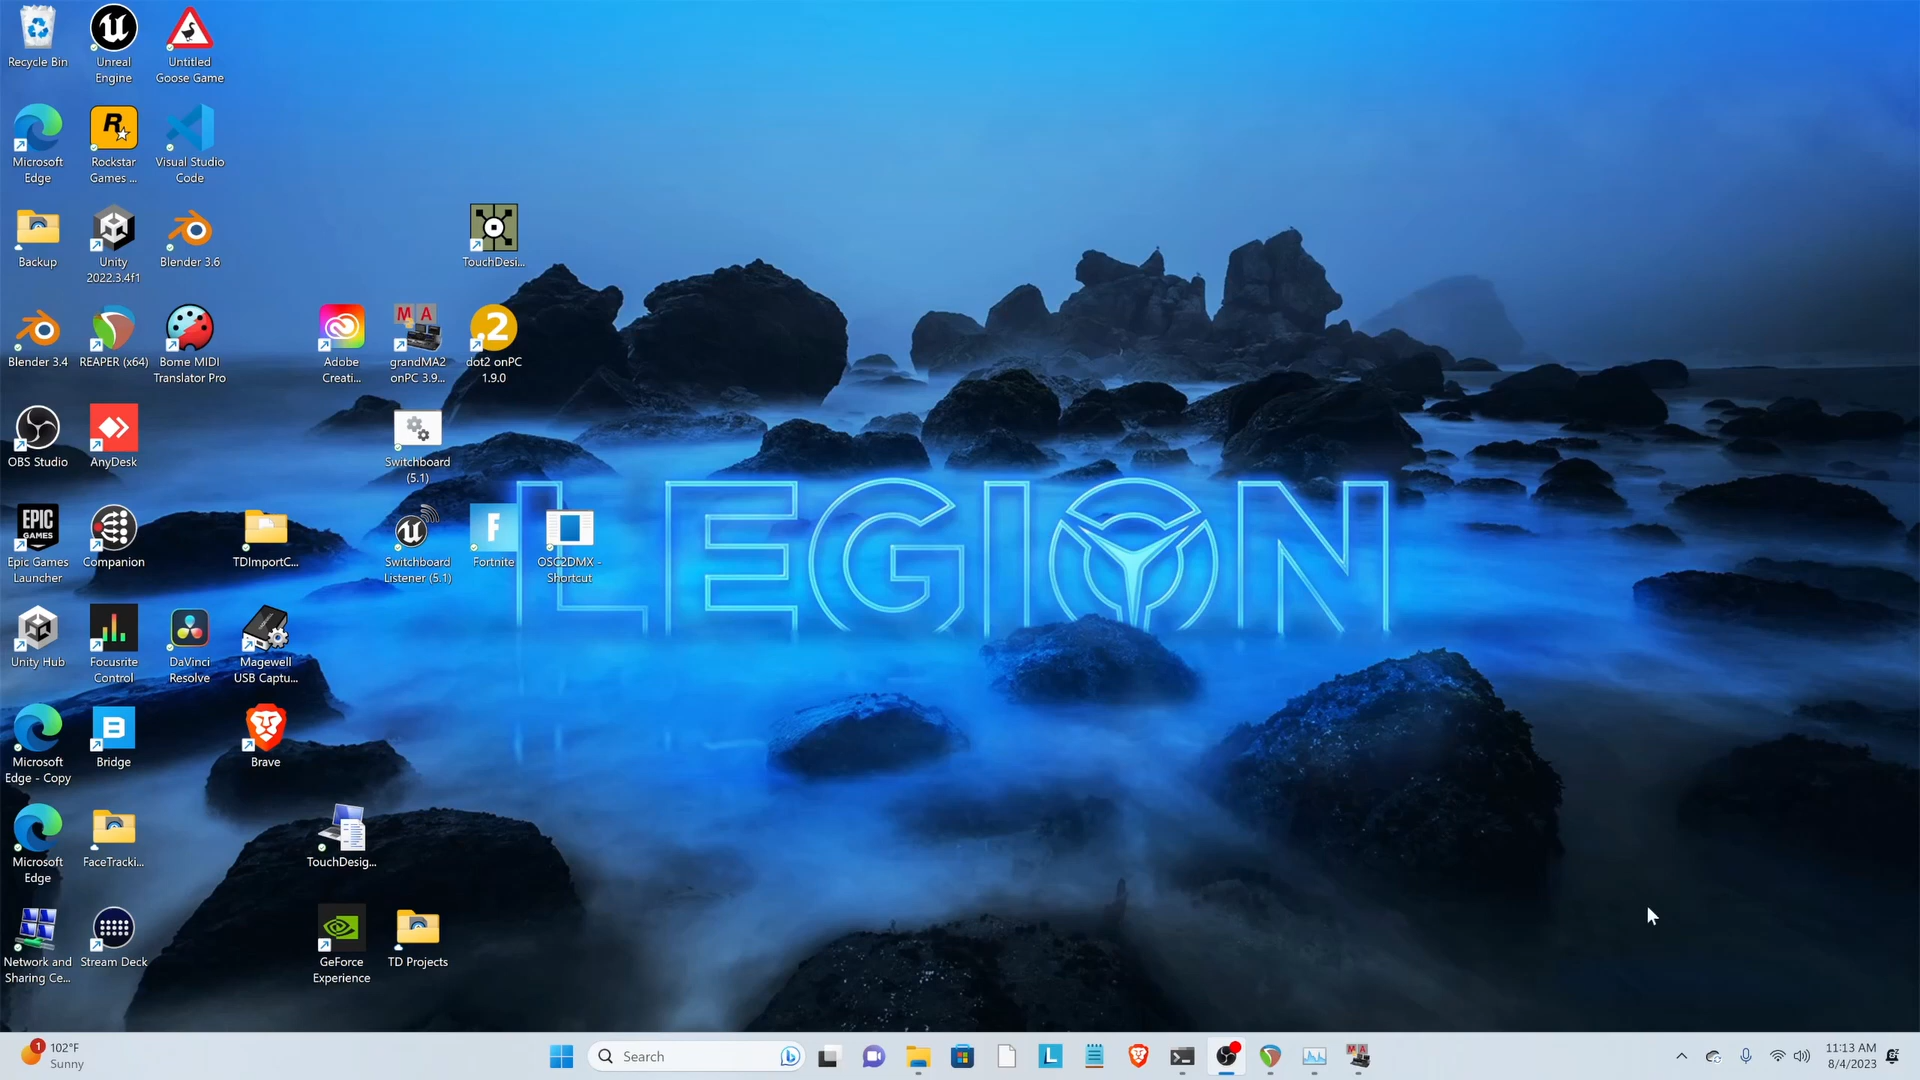 Recycle Bin
Unreal
Engine
Untitled
Goose Game
Microsoft
Edge
R
Rockstar
Games ...
Visual Studio
Code
Backup
Unity
2022.3.4f1
Blender 3.6
TouchDesi...
Blender 3.4
REAPER (x64)
Bome MIDI
Translator Pro
Adobe
Creati...
M A
grandMA2
onPC 3.9...
.2
dot2 onPC
1.9.0
OBS Studio
AnyDesk
Switchboard
(5.1)
LEGION
EPIC
GAMES
Epic Games
Launcher
Companion
TDImportC...
Switchboard
Listener (5.1)
F
Fortnite
OSC2DMX -
Shortcut
Unity Hub
Focusrite
Control
DaVinci
Resolve
Magewell
USB Captu...
Microsoft
Edge - Copy
B
Bridge
Brave
Microsoft
Edge
FaceTracki...
TouchDesig...
Network and
Sharing Ce...
Stream Deck
GeForce
Experience
TD Projects
1
102°F
Sunny
Search
L
M A
11:13 AM
8/4/2023